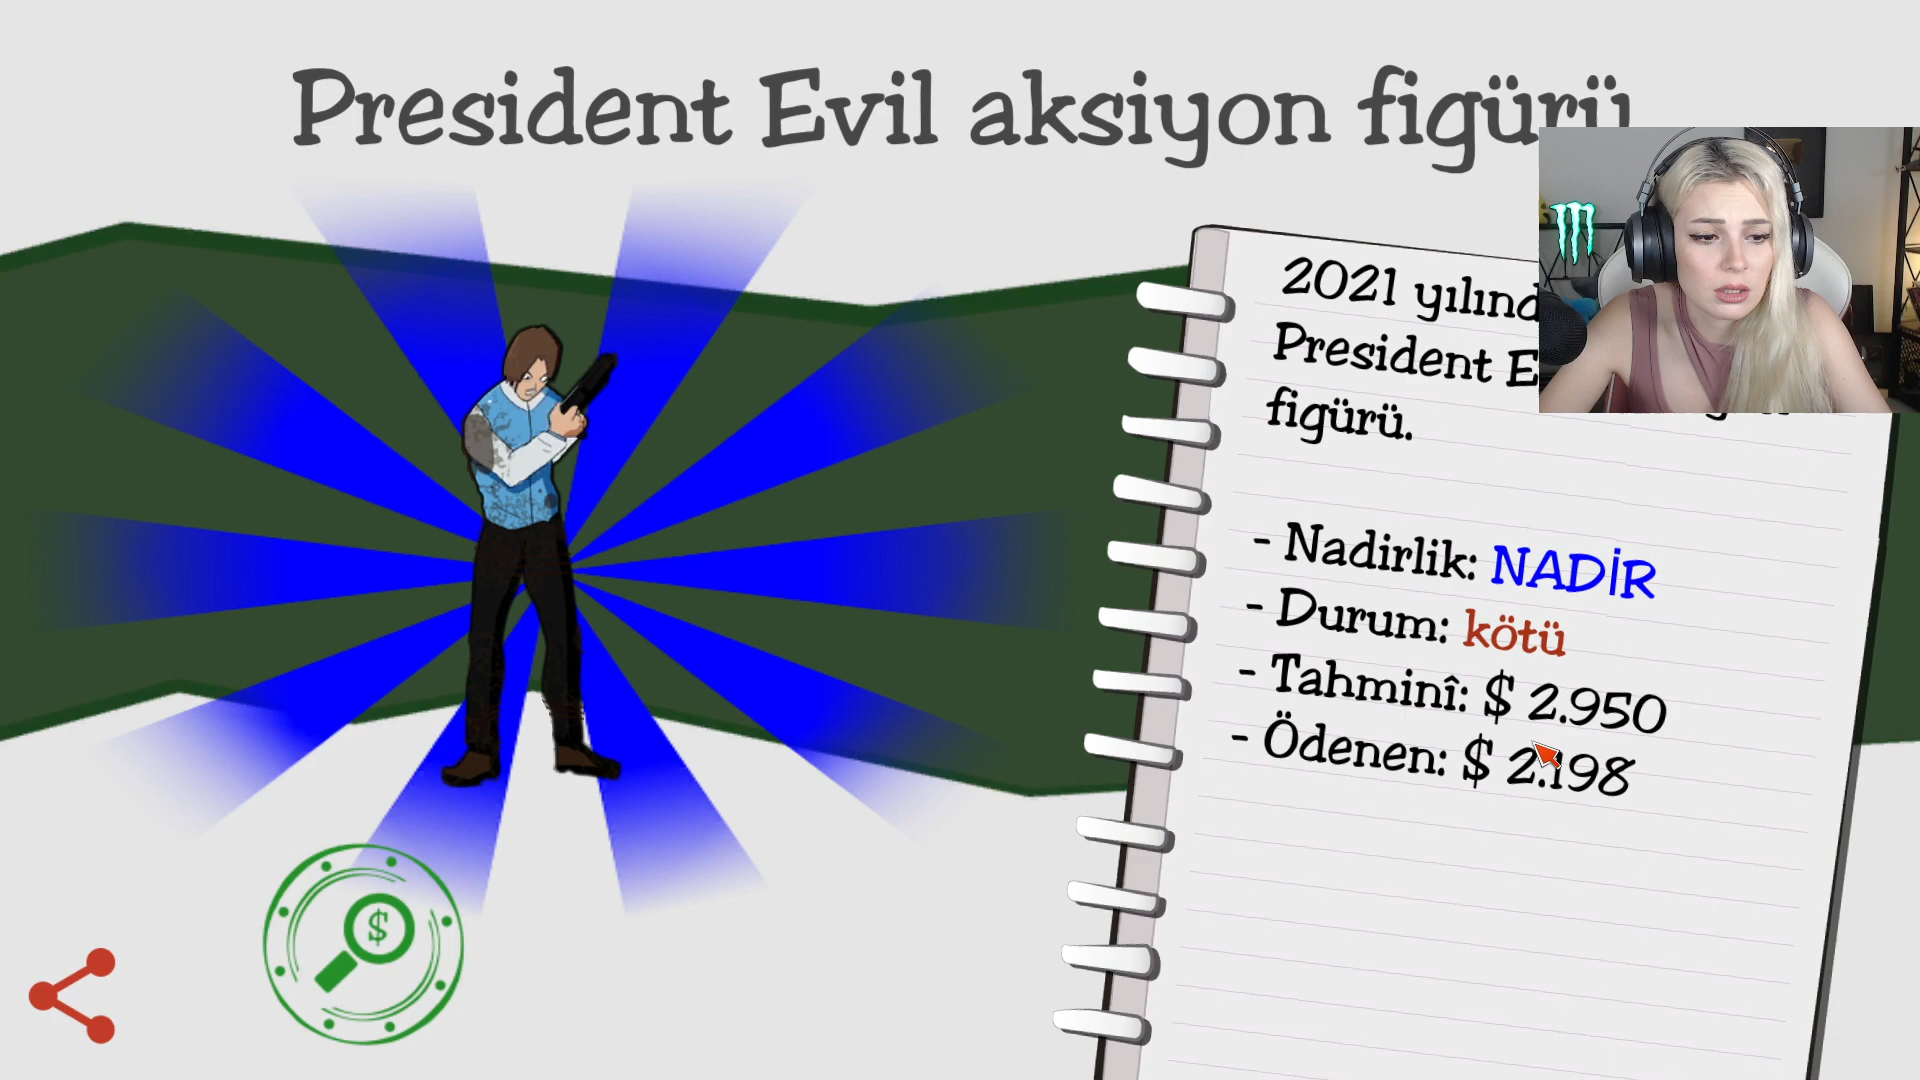 President Evil aksiyon figürü
2021 yılınd
President E
figürü.
- Nadirlik: NADİR
- Durum: kötü
- Tahminî: $ 2.950
- Ödenen: $ 2.198
$